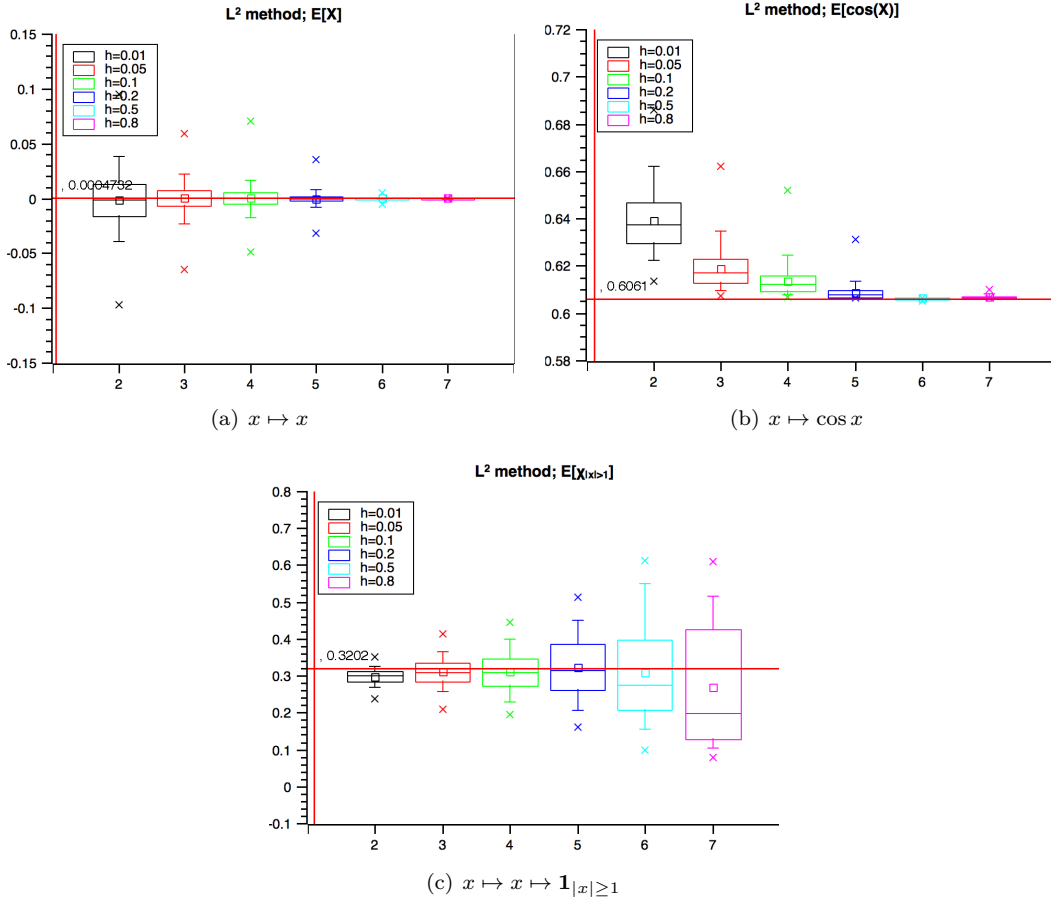 L² method; E[X]
0.15
0.1
0.05
0
-0.05
-0.1
-0.15
h=0.01
h=0.05
h=0.1
h=0.2
h=0.5
h=0.8
, 0.0004732
2 3 4 5 6 7
(a) x ↦ x
L² method; E[cos(X)]
0.72
0.7
0.68
0.66
0.64
0.62
0.6
0.58
h=0.01
h=0.05
h=0.1
h=0.2
h=0.5
h=0.8
, 0.6061
2 3 4 5 6 7
(b) x ↦ cos x
L² method; E[χ|x|>1]
0.8
0.7
0.6
0.5
0.4
0.3
0.2
0.1
0
-0.1
h=0.01
h=0.05
h=0.1
h=0.2
h=0.5
h=0.8
, 0.3202
2 3 4 5 6 7
(c) x ↦ x ↦ 1|x|≥1